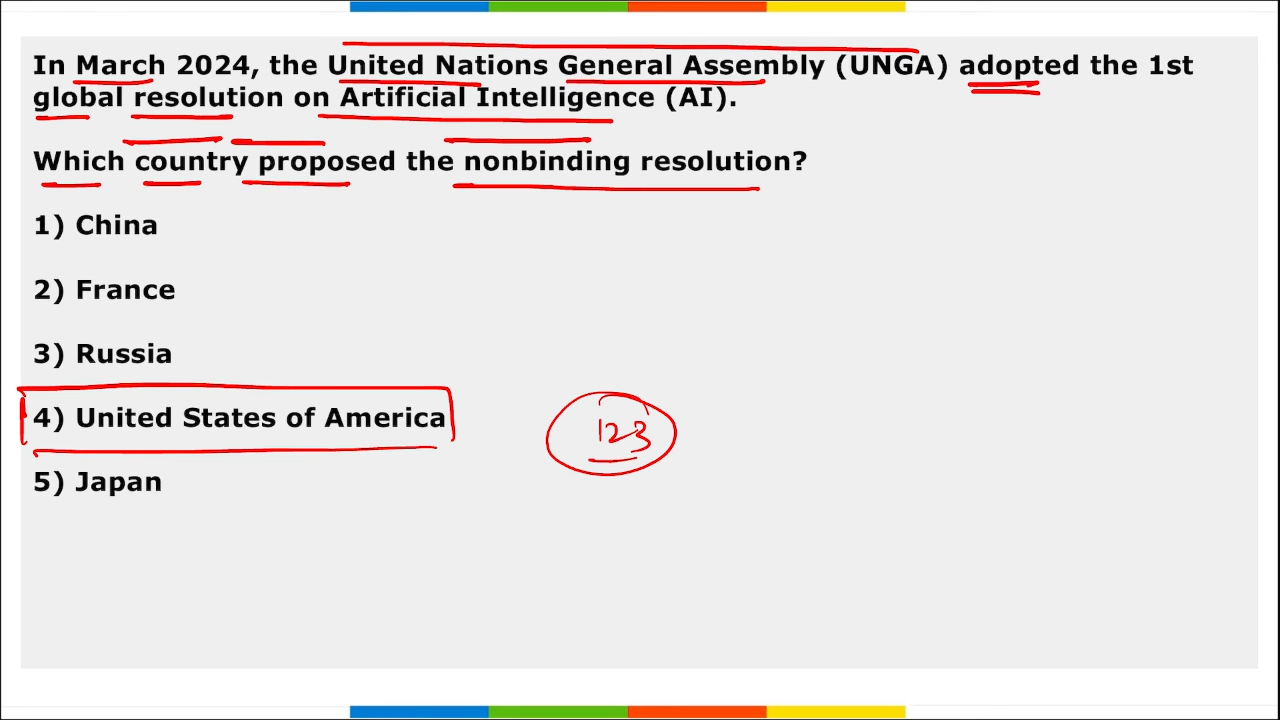 In March 2024, the United Nations General Assembly (UNGA) adopted the 1st
global resolution on Artificial Intelligence (AI).
Which country proposed the nonbinding resolution?
1) China
2) France
3) Russia
4) United States of America
123
5) Japan